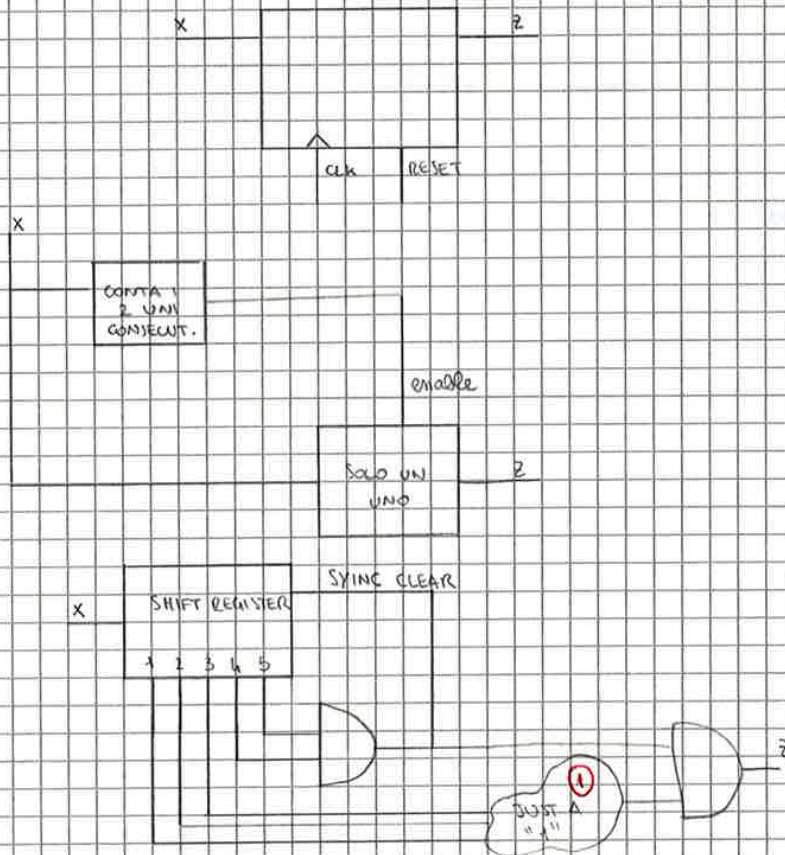 X
Z
clk
RESET
X
CONTA
2 UNI
CONSECUT.
enable
SOLO UN
UNO
Z
SYINC CLEAR
X
SHIFT REGISTER
1 2 3 4 5
1
JUST A
"1"
Z